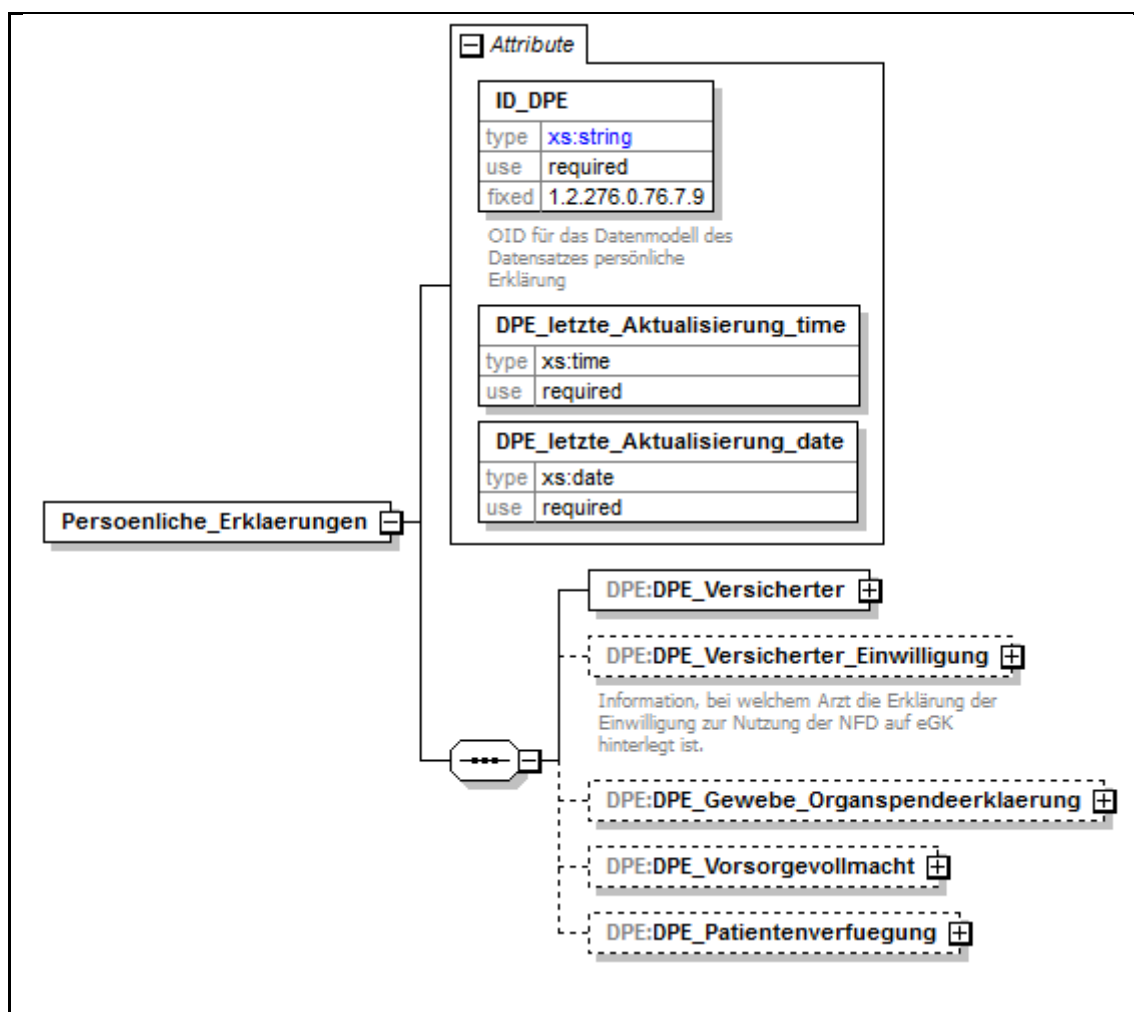 Attribute
ID_DPE
type xs:string
use required
fixed 1.2.276.0.76.7.9
OID für das Datenmodell des
Datensatzes persönliche
Erklärung
DPE_letzte_Aktualisierung_time
type xs:time
use required
DPE_letzte_Aktualisierung_date
type xs:date
use required
Persoenliche_Erklaerungen
DPE:DPE_Versicherter
DPE:DPE_Versicherter_Einwilligung
Information, bei welchem Arzt die Erklärung der
Einwilligung zur Nutzung der NFD auf eGK
hinterlegt ist.
DPE:DPE_Gewebe_Organspendeerklaerung
DPE:DPE_Vorsorgevollmacht
DPE:DPE_Patientenverfuegung